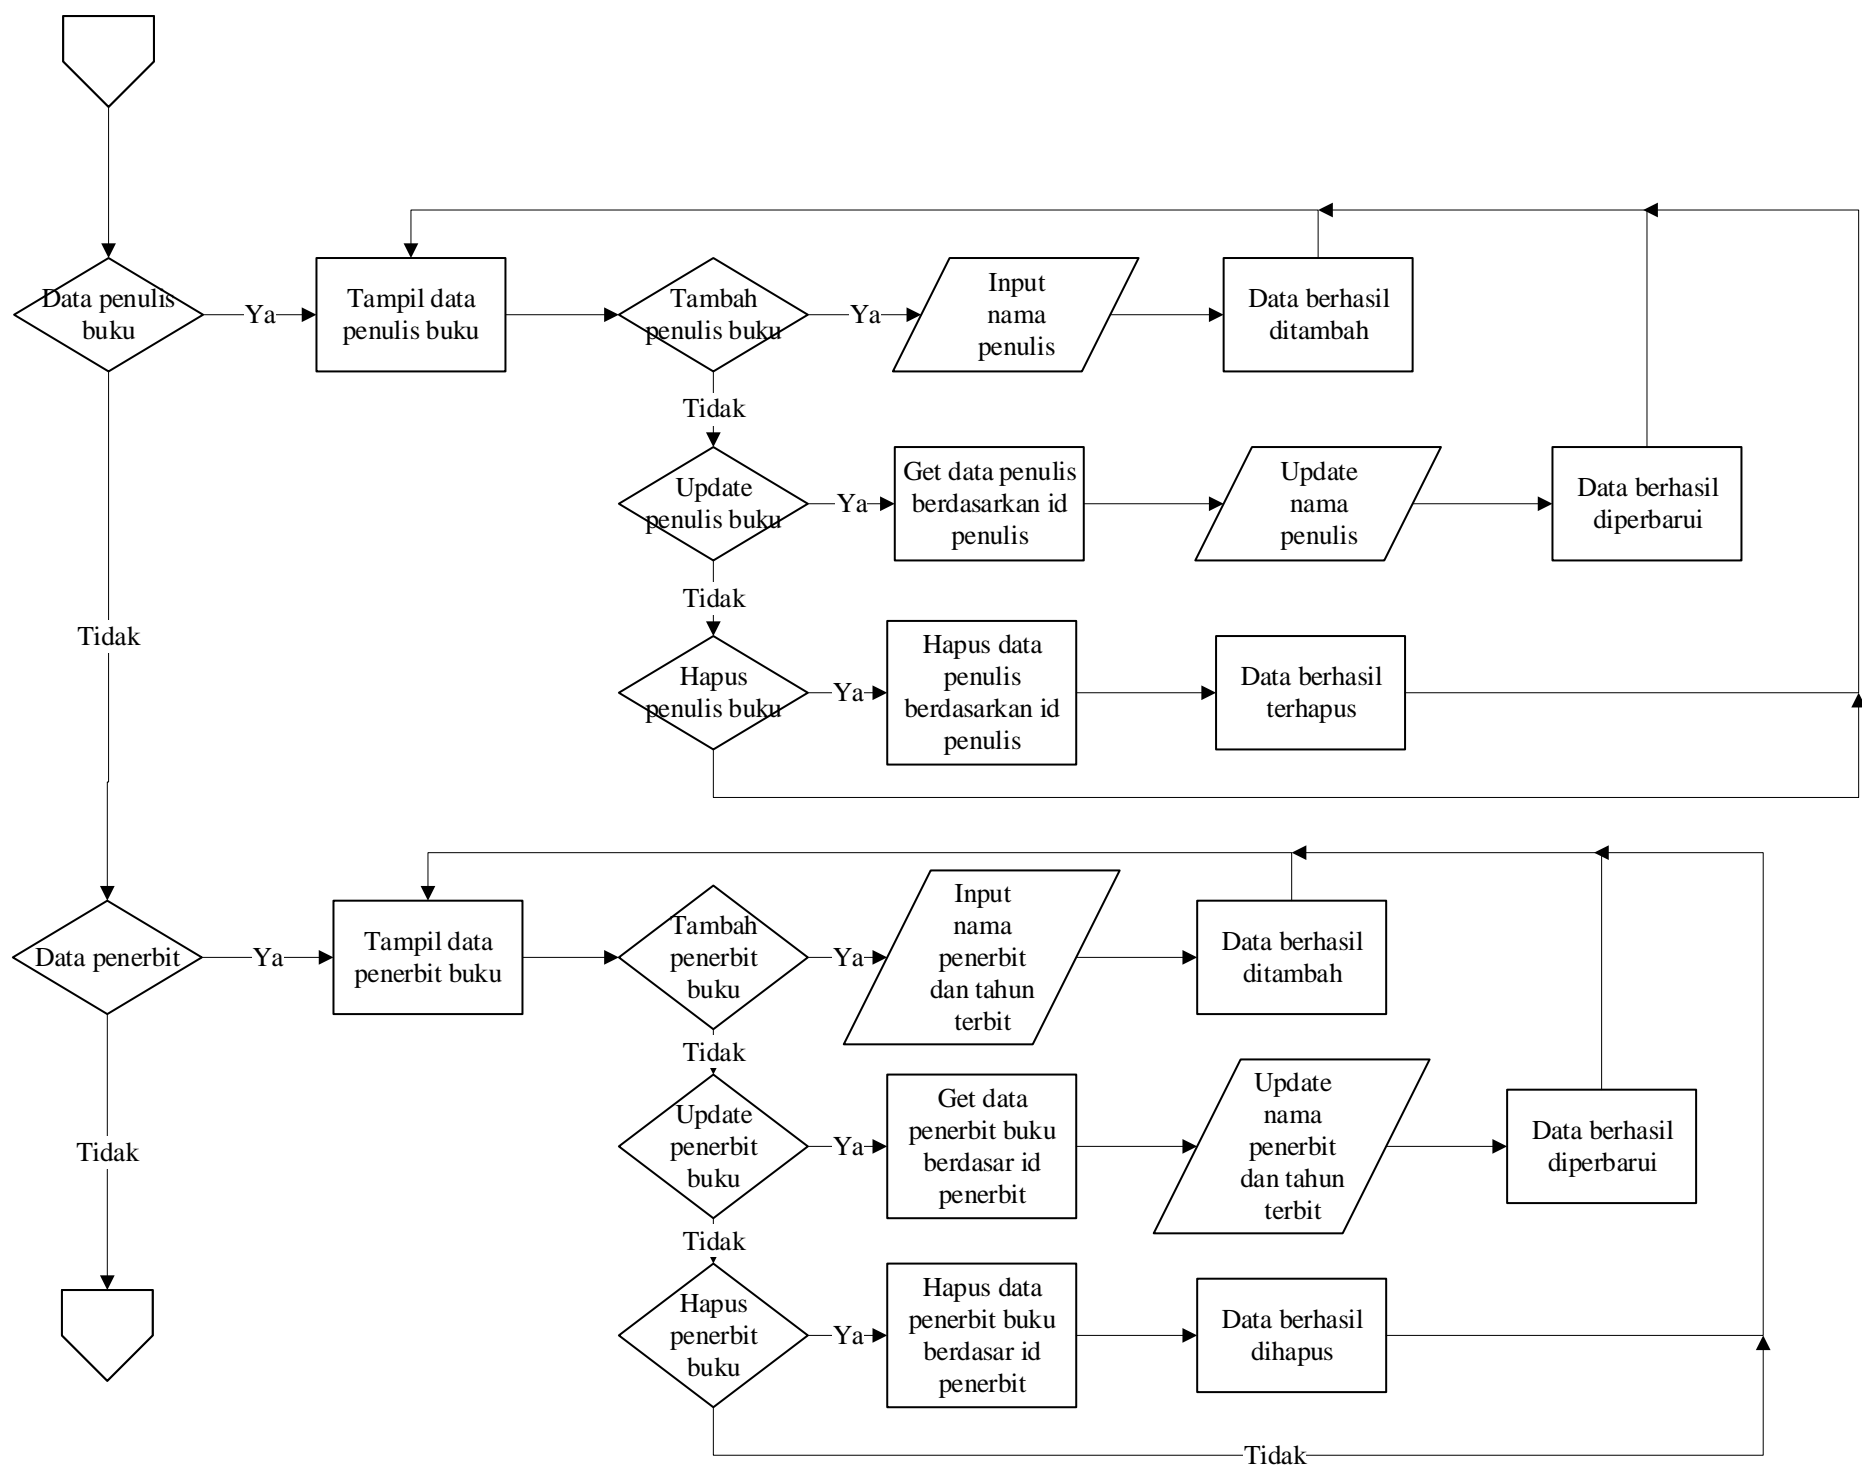 Data penulis
buku
Ya
Tampil data
penulis buku
Tambah
penulis buku
Ya
Input
nama
penulis
Data berhasil
ditambah
Tidak
Update
penulis buku
Ya
Get data penulis
berdasarkan id
penulis
Update
nama
penulis
Data berhasil
diperbarui
Tidak
Tidak
Hapus
penulis buku
Ya
Hapus data
penulis
berdasarkan id
penulis
Data berhasil
terhapus
Data penerbit
Ya
Tampil data
penerbit buku
Tambah
penerbit
buku
Ya
Input
nama
penerbit
dan tahun
terbit
Data berhasil
ditambah
Tidak
Tidak
Update
penerbit
buku
Ya
Get data
penerbit buku
berdasar id
penerbit
Update
nama
penerbit
dan tahun
terbit
Data berhasil
diperbarui
Tidak
Hapus
penerbit
buku
Ya
Hapus data
penerbit buku
berdasar id
penerbit
Data berhasil
dihapus
Tidak